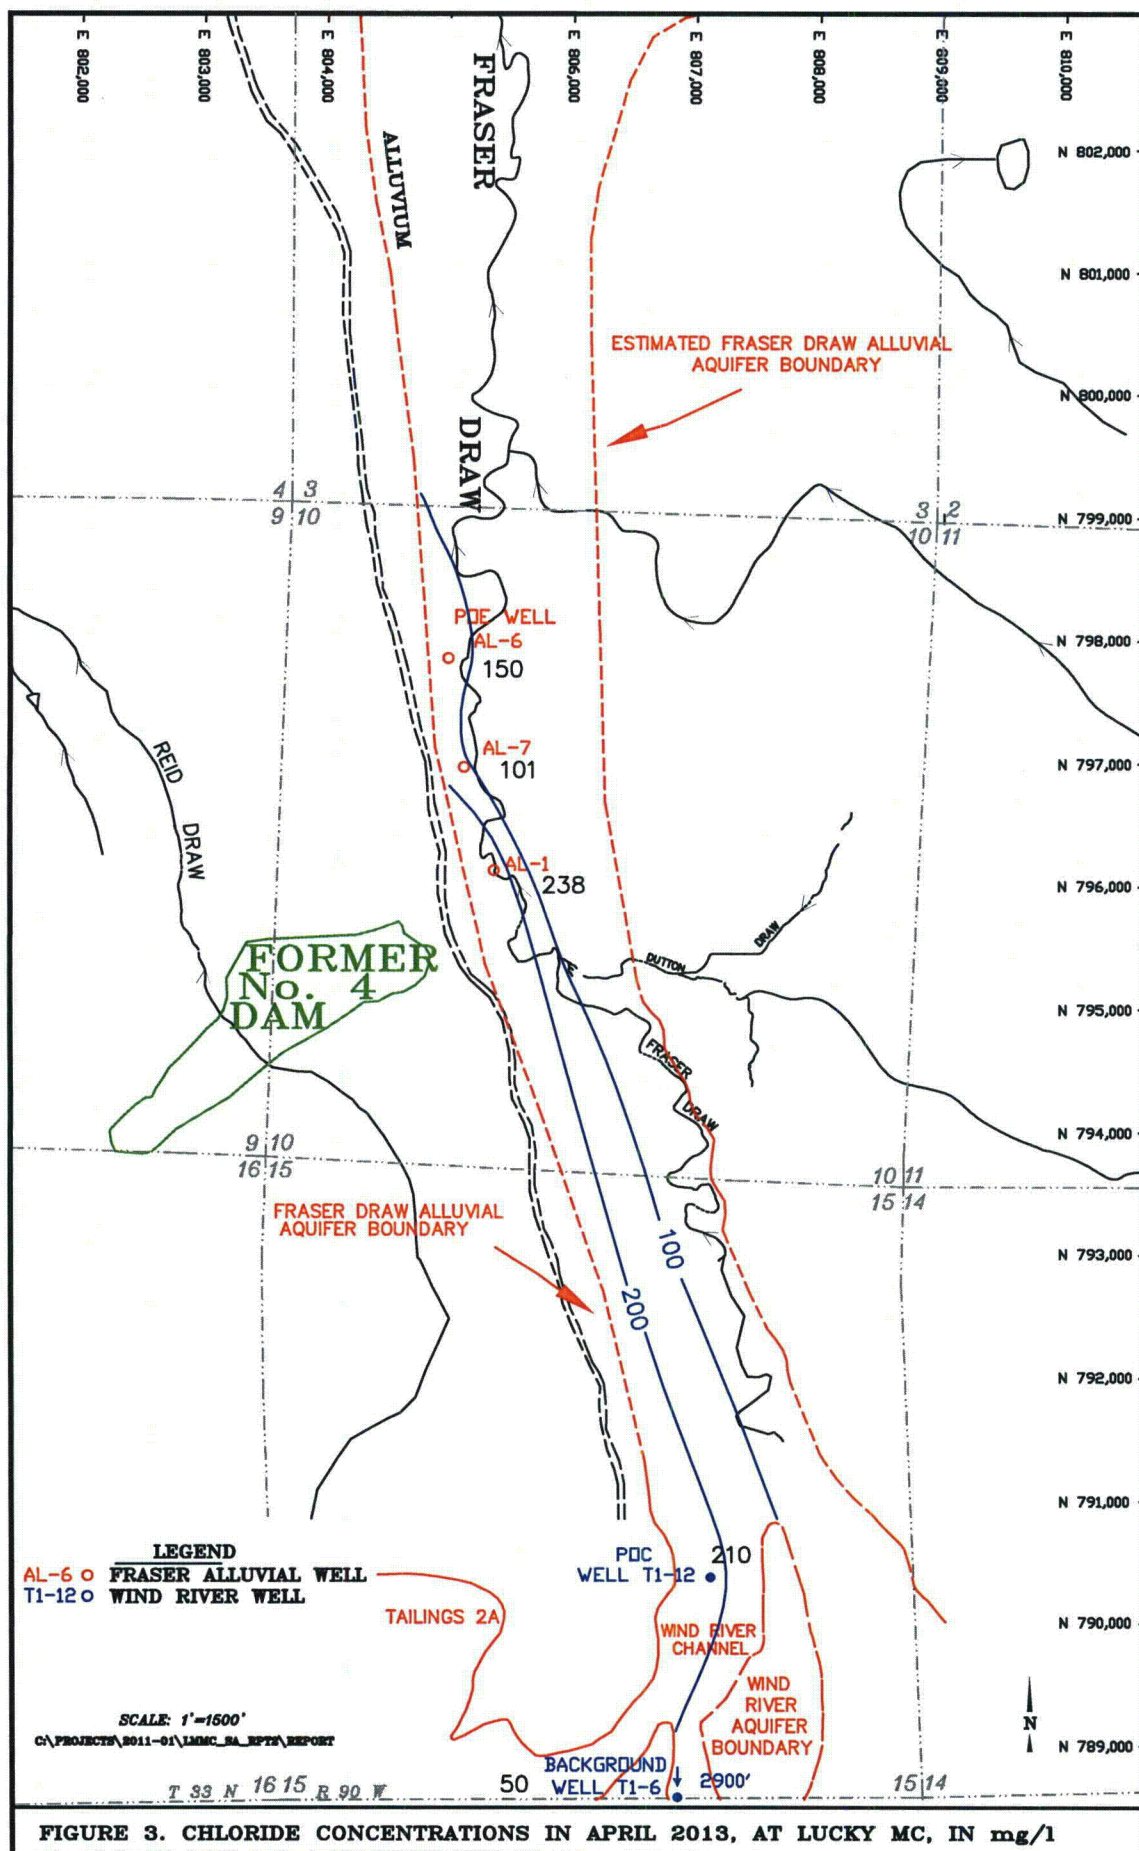 E 802,000
E 803,000
E 804,000
E 806,000
E 807,000
E 808,000
E 809,000
E 810,000
FRASER
ALLUVIUM
N 802,000
N 801,000
ESTIMATED FRASER DRAW ALLUVIAL
AQUIFER BOUNDARY
N 800,000
DRAW
4 3
9 10
3 2
10 11
N 799,000
POE WELL
AL-6
150
N 798,000
REID
DRAW
AL-7
101
N 797,000
AL-1
238
N 796,000
DUTTON
DRAW
FORMER
No. 4
DAM
N 795,000
FRASER
DRAW
N 794,000
9 10
16 15
10 11
15 14
FRASER DRAW ALLUVIAL
AQUIFER BOUNDARY
100
N 793,000
200
N 792,000
N 791,000
LEGEND
AL-6 FRASER ALLUVIAL WELL
T1-12 WIND RIVER WELL
POC
WELL T1-12
210
TAILINGS 2A
WIND RIVER
CHANNEL
N 790,000
WIND
RIVER
AQUIFER
BOUNDARY
SCALE: 1"=1500'
C:\PROJECTS\2011-01\LMMC_SA_RPTS\REPORT
N
N 789,000
BACKGROUND
WELL T1-6
2900'
50
T 33 N 16 15 R 90 W
15 14
FIGURE 3. CHLORIDE CONCENTRATIONS IN APRIL 2013, AT LUCKY MC, IN mg/l